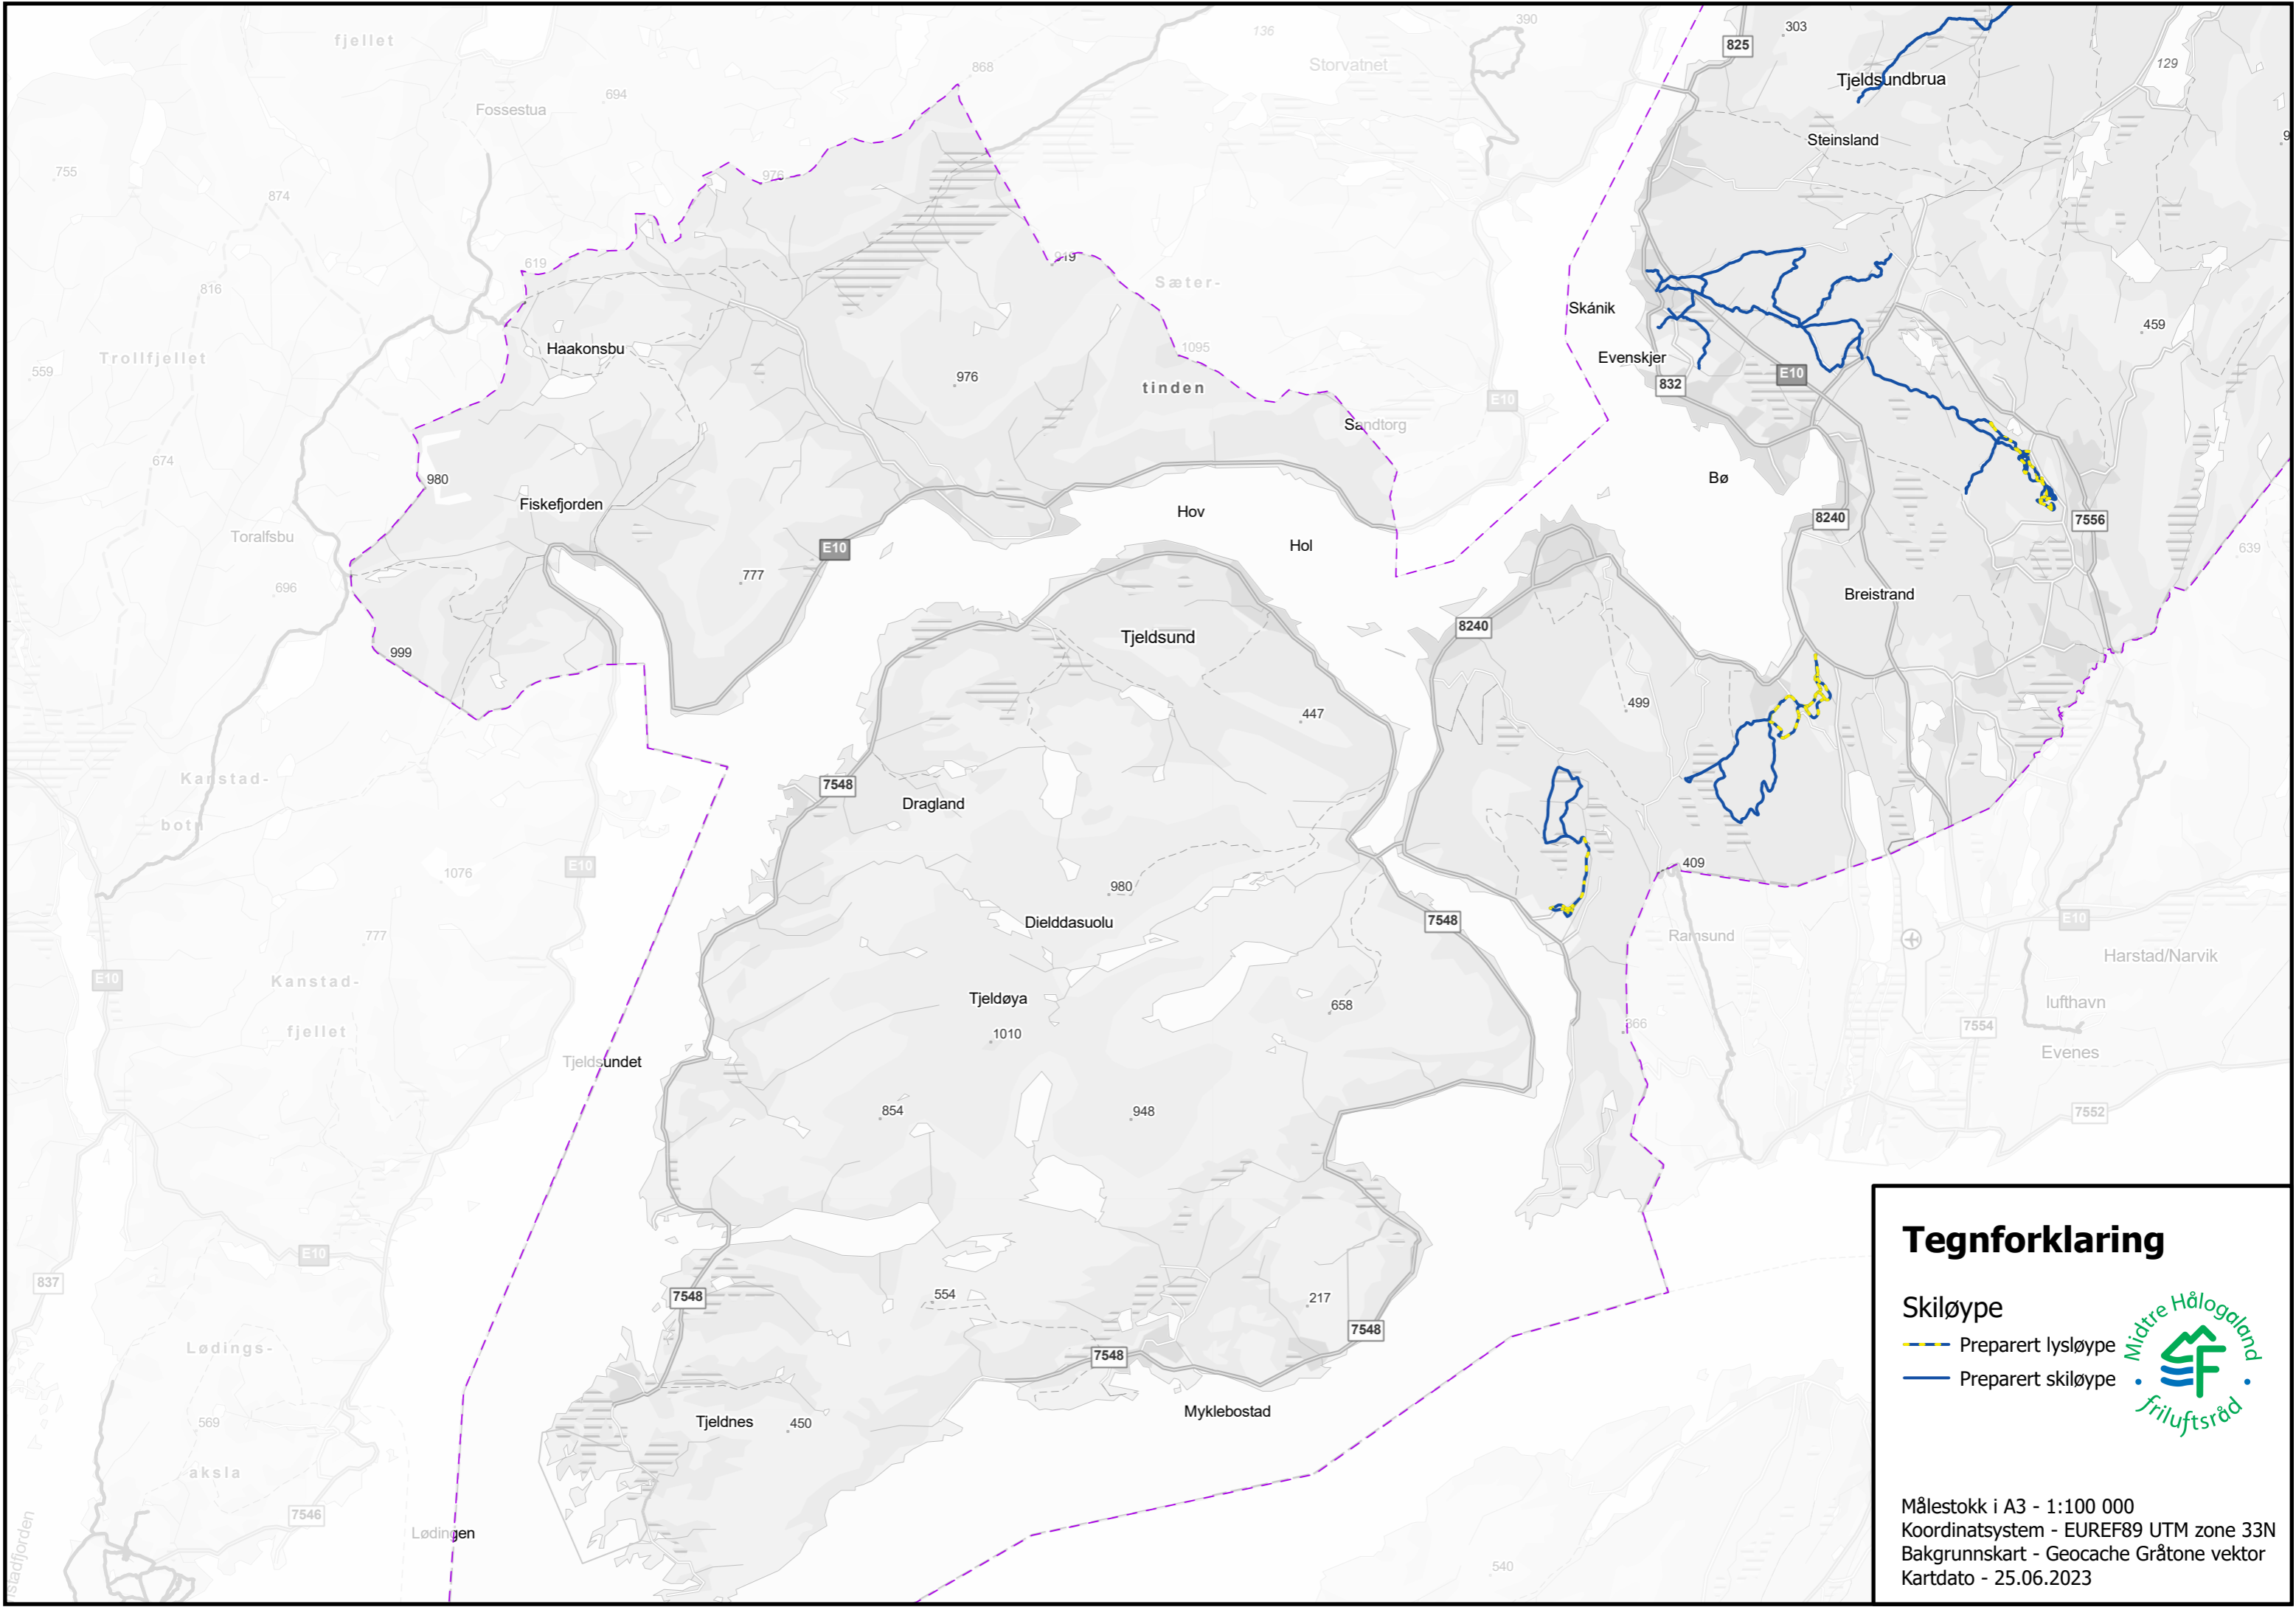 fjellet
136
390
825
303
868
Storvatnet
Tjeldsundbrua
129
694
Fossestua
Steinsland
755
976
874
919
619
Sæter-
816
Skánik
459
Trollfjellet
Haakonsbu
1095
Evenskjer
559
976
tinden
E10
832
E10
Sandtorg
674
980
Bø
Fiskefjorden
Hov
8240
7556
Toralfsbu
Hol
E10
639
777
696
Breistrand
8240
Tjeldsund
999
499
447
Kanstad-
7548
Dragland
botn
E10
409
1076
980
Dielddasuolu
7548
E10
777
Ramsund
Harstad/Narvik
E10
Kanstad-
Tjeldøya
lufthavn
658
fjellet
1010
366
7554
Tjeldsundet
Evenes
854
948
7552
E10
837
7548
554
217
7548
Lødings-
7548
Myklebostad
Tjeldnes
450
569
aksla
7546
Lødingen
stadfjorden
540
Tegnforklaring
Skiløype
Preparert lysløype
Preparert skiløype
Midtre Hålogaland
friluftsråd
F
Målestokk i A3 - 1:100 000
Koordinatsystem - EUREF89 UTM zone 33N
Bakgrunnskart - Geocache Gråtone vektor
Kartdato - 25.06.2023